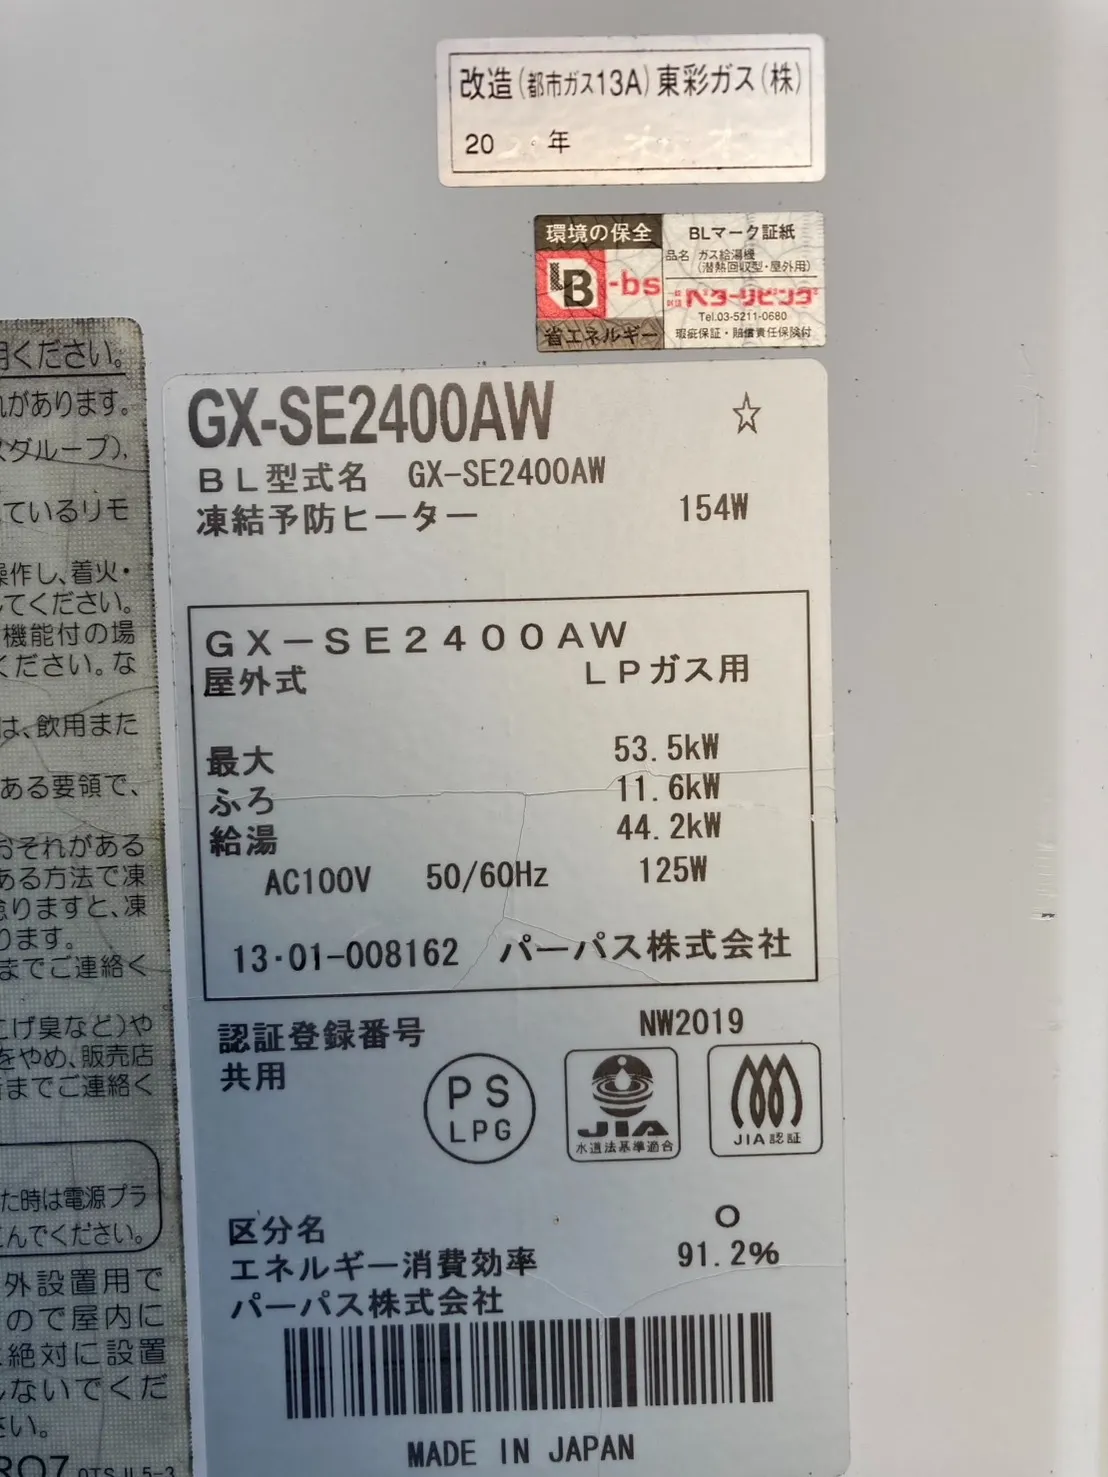 改造(都市ガス13A)東彩ガス(株)
20 年
環境の保全
LB-bs
省エネルギー
BLマーク証紙
品名 ガス給湯機
(潜熱回収型・屋外用)
一般財団 ベターリビング
Tel.03-5211-0680
瑕疵保証・賠償責任保険付
GX-SE2400AW ☆
BL型式名 GX-SE2400AW
凍結予防ヒーター 154W
GX-SE2400AW
屋外式 LPガス用
最大 53.5kW
ふろ 11.6kW
給湯 44.2kW
AC100V 50/60Hz 125W
13・01-008162 パーパス株式会社
認証登録番号 NW2019
共用
PS
LPG
JIA
水道法基準適合
JIA認証
区分名 O
エネルギー消費効率 91.2%
パーパス株式会社
MADE IN JAPAN
用ください。
れがあります。
スグループ)、
ているリモ
操作し、着火・
してください。
機能付の場
ください。な
は、飲用また
ある要領で、
おそれがある
ある方法で凍
怠りますと、凍
ります。
までご連絡く
こげ臭など)や
をやめ、販売店
までご連絡く
た時は電源プラ
こんでください。
外設置用で
ので屋内に
絶対に設置
しないでくだ
さい。
RO7 QTS II 5-3